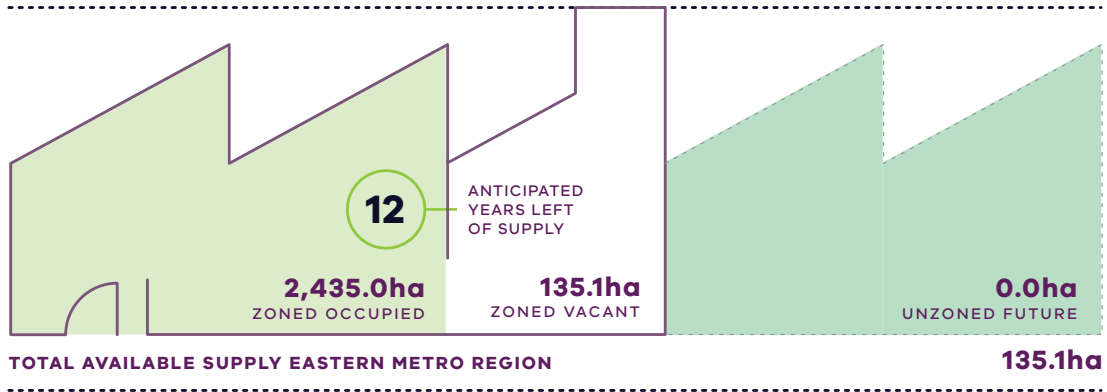 12
ANTICIPATED
YEARS LEFT
OF SUPPLY
2,435.0ha
ZONED OCCUPIED
135.1ha
ZONED VACANT
0.0ha
UNZONED FUTURE
TOTAL AVAILABLE SUPPLY EASTERN METRO REGION
135.1ha